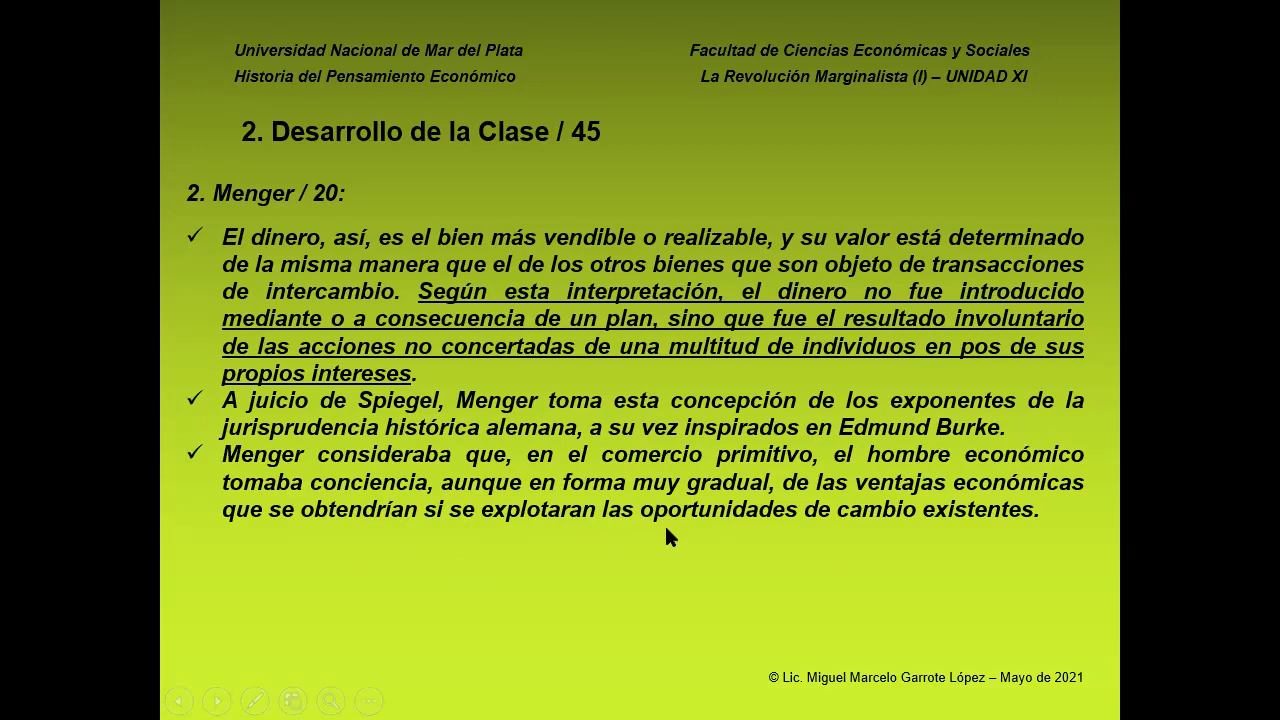 Universidad Nacional de Mar del Plata Facultad de Ciencias Económicas y Sociales
Historia del Pensamiento Económico La Revolución Marginalista (I) – UNIDAD XI
2. Desarrollo de la Clase / 45
2. Menger / 20:
✓ El dinero, así, es el bien más vendible o realizable, y su valor está determinado
de la misma manera que el de los otros bienes que son objeto de transacciones
de intercambio. Según esta interpretación, el dinero no fue introducido
mediante o a consecuencia de un plan, sino que fue el resultado involuntario
de las acciones no concertadas de una multitud de individuos en pos de sus
propios intereses.
✓ A juicio de Spiegel, Menger toma esta concepción de los exponentes de la
jurisprudencia histórica alemana, a su vez inspirados en Edmund Burke.
✓ Menger consideraba que, en el comercio primitivo, el hombre económico
tomaba conciencia, aunque en forma muy gradual, de las ventajas económicas
que se obtendrían si se explotaran las oportunidades de cambio existentes.
© Lic. Miguel Marcelo Garrote López – Mayo de 2021